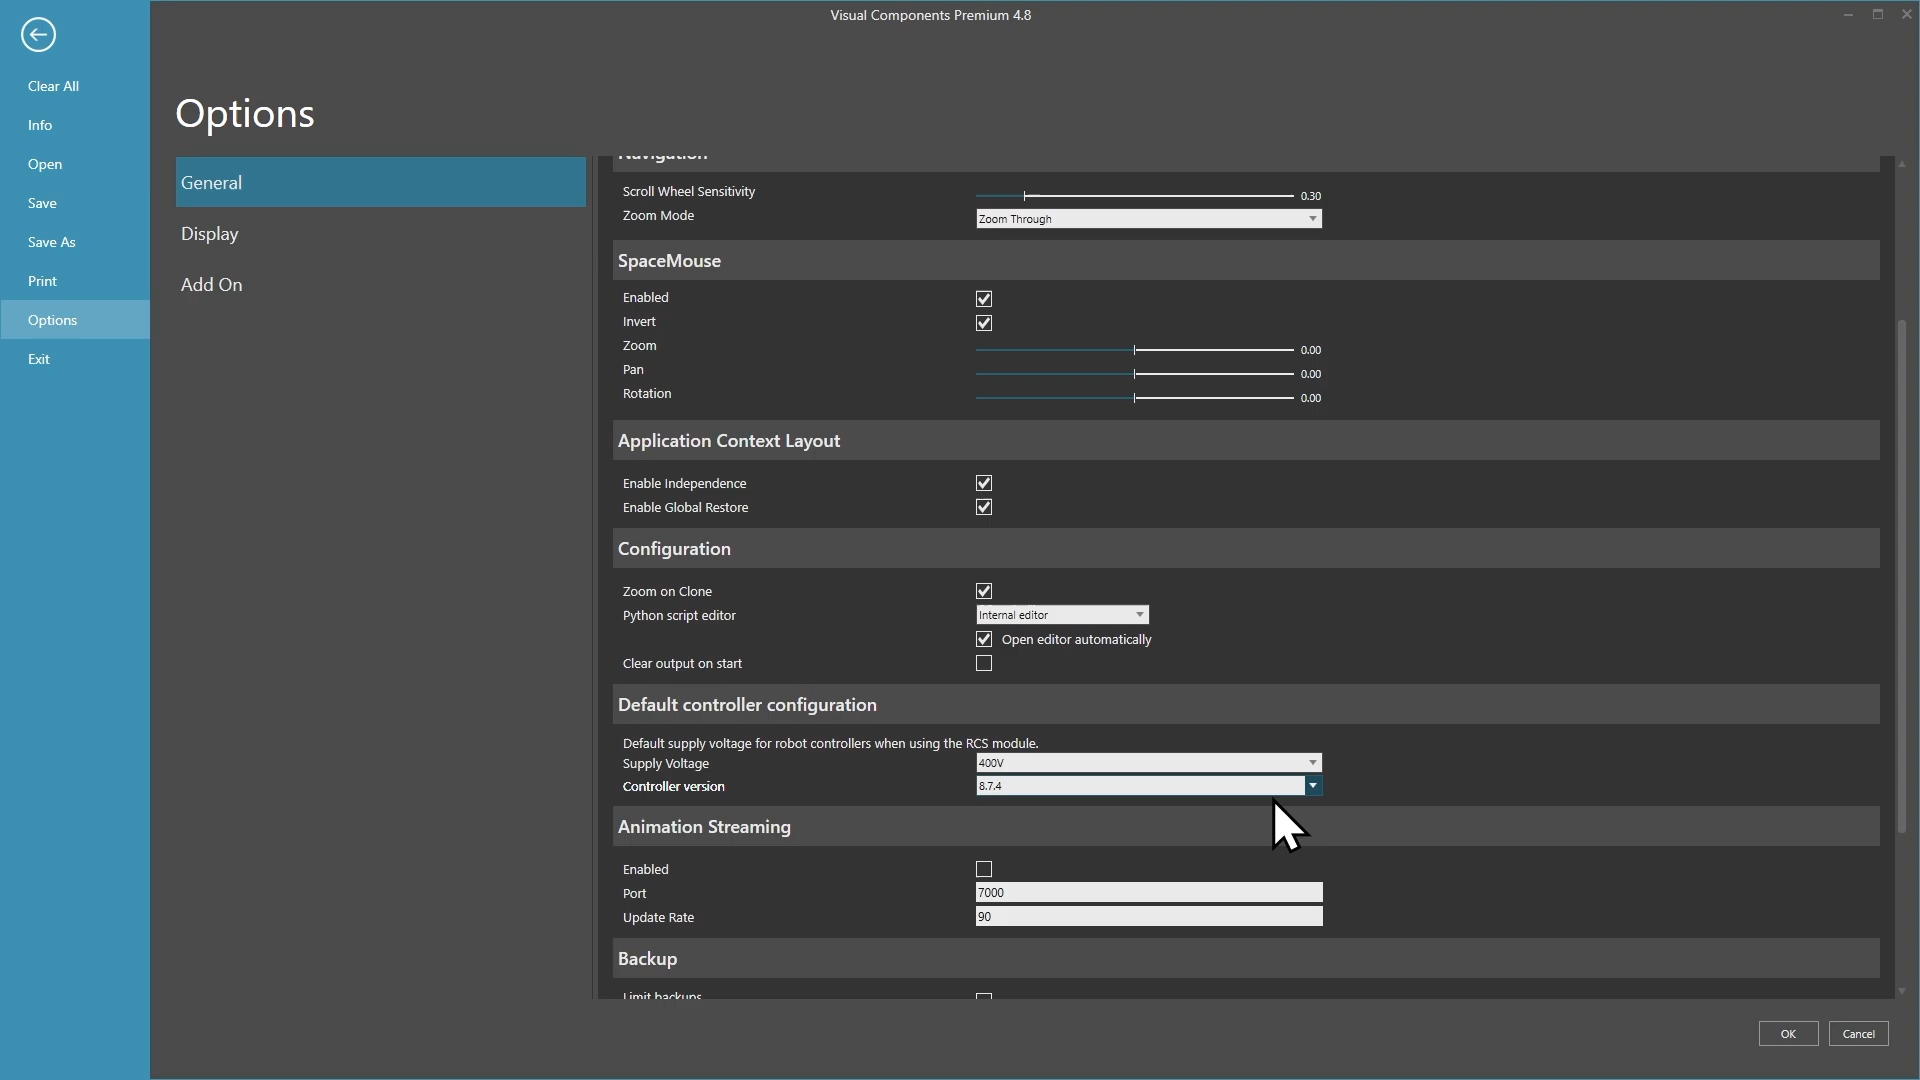 Visual Components Premium 4.8
Clear All
Info
Open
Save
Save As
Print
Options
Exit
Options
General
Display
Add On
Navigation
Scroll Wheel Sensitivity 0.30
Zoom Mode Zoom Through
SpaceMouse
Enabled
Invert
Zoom 0.00
Pan 0.00
Rotation 0.00
Application Context Layout
Enable Independence
Enable Global Restore
Configuration
Zoom on Clone
Python script editor Internal editor
Open editor automatically
Clear output on start
Default controller configuration
Default supply voltage for robot controllers when using the RCS module.
Supply Voltage 400V
Controller version 8.7.4
Animation Streaming
Enabled
Port 7000
Update Rate 90
Backup
Limit backups
OK Cancel